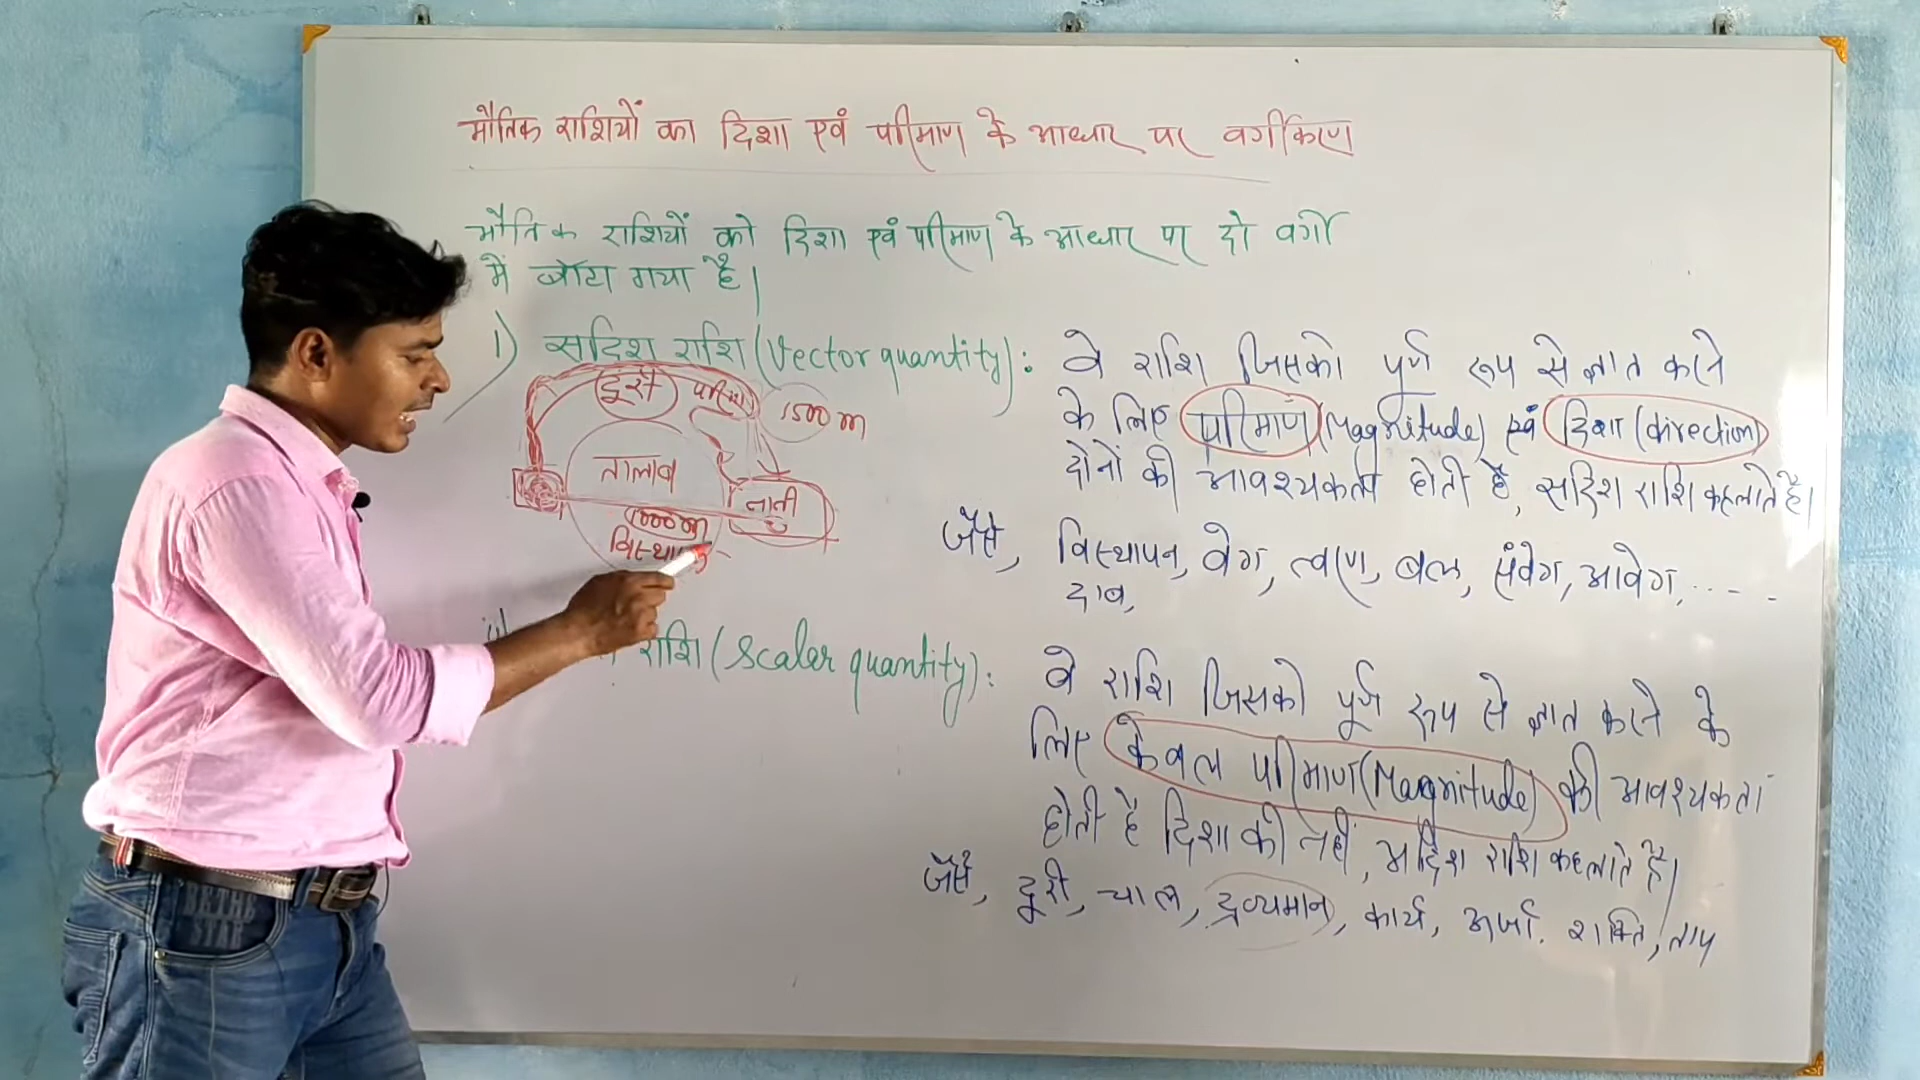 भौतिक राशियों का दिशा एवं परिमाण के आधार पर वर्गीकरण
भौतिक राशियों को दिशा एवं परिमाण के आधार पर दो वर्गो
में बाँटा गया है।
1) सदिश राशि (Vector quantity): वे राशि जिसको पूर्ण रूप से ज्ञात करने
के लिए परिमाण (Magnitude) एवं दिशा (direction)
दोनों की आवश्यकता होती है, सदिश राशि कहलाते है।
जैसे, विस्थापन, वेग, त्वरण, बल, संवेग, आवेग, ----
दाब,
दूरी
1500 m
तालाब
नानी
1000 m
राशि (Scaler quantity): वे राशि जिसको पूर्ण रूप से ज्ञात करने के
लिए केवल परिमाण (Magnitude) की आवश्यकता
होती है दिशा की नहीं, अदिश राशि कहलाते है।
जैसे, दूरी, चाल, द्रव्यमान, कार्य, ऊर्जा, शक्ति, ताप